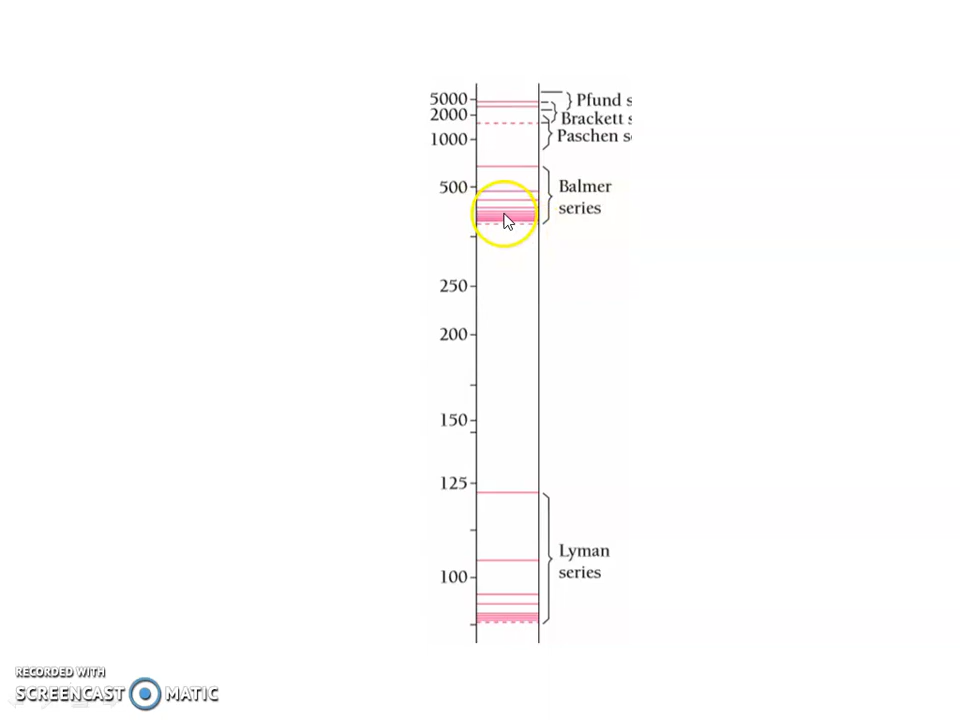 5000
Pfund s
2000
Brackett s
1000
Paschen s
500
Balmer
series
250
200
150
125
Lyman
series
100
RECORDED WITH
SCREENCAST MATIC